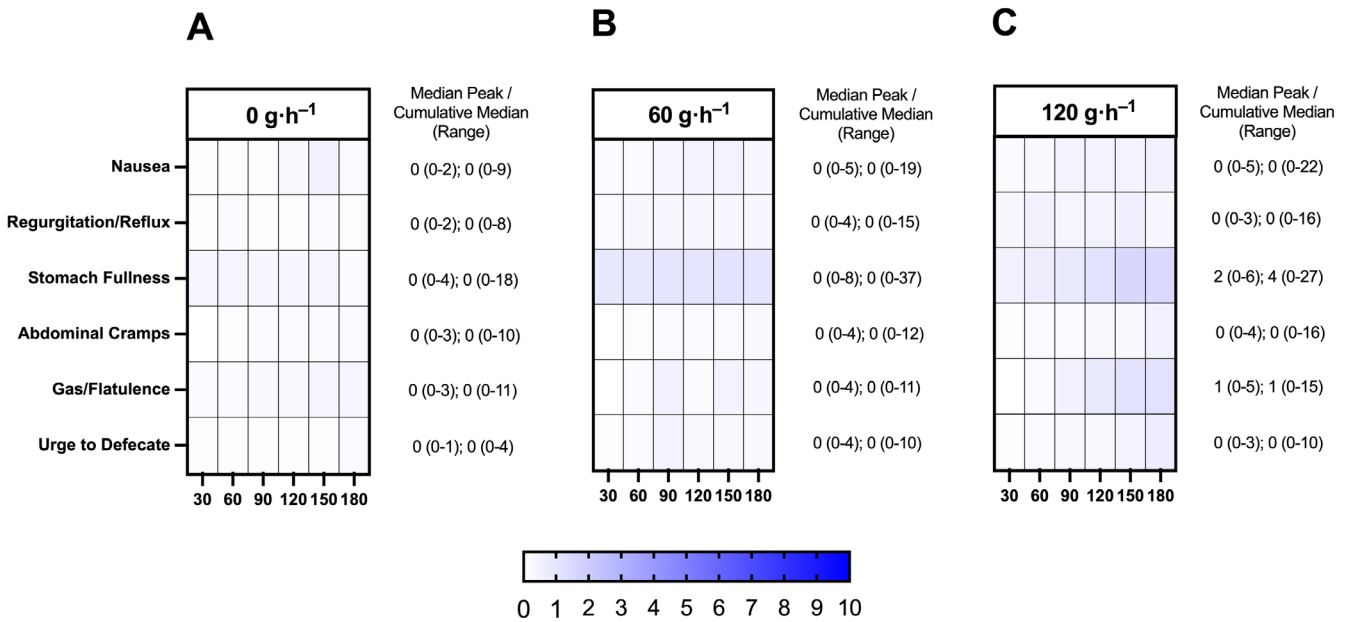 A
B
C
0 g·h⁻¹
Median Peak /
Cumulative Median
(Range)
60 g·h⁻¹
Median Peak /
Cumulative Median
(Range)
120 g·h⁻¹
Median Peak /
Cumulative Median
(Range)
Nausea
0 (0-2); 0 (0-9)
0 (0-5); 0 (0-19)
0 (0-5); 0 (0-22)
Regurgitation/Reflux
0 (0-2); 0 (0-8)
0 (0-4); 0 (0-15)
0 (0-3); 0 (0-16)
Stomach Fullness
0 (0-4); 0 (0-18)
0 (0-8); 0 (0-37)
2 (0-6); 4 (0-27)
Abdominal Cramps
0 (0-3); 0 (0-10)
0 (0-4); 0 (0-12)
0 (0-4); 0 (0-16)
Gas/Flatulence
0 (0-3); 0 (0-11)
0 (0-4); 0 (0-11)
1 (0-5); 1 (0-15)
Urge to Defecate
0 (0-1); 0 (0-4)
0 (0-4); 0 (0-10)
0 (0-3); 0 (0-10)
30 60 90 120 150 180
30 60 90 120 150 180
30 60 90 120 150 180
0 1 2 3 4 5 6 7 8 9 10